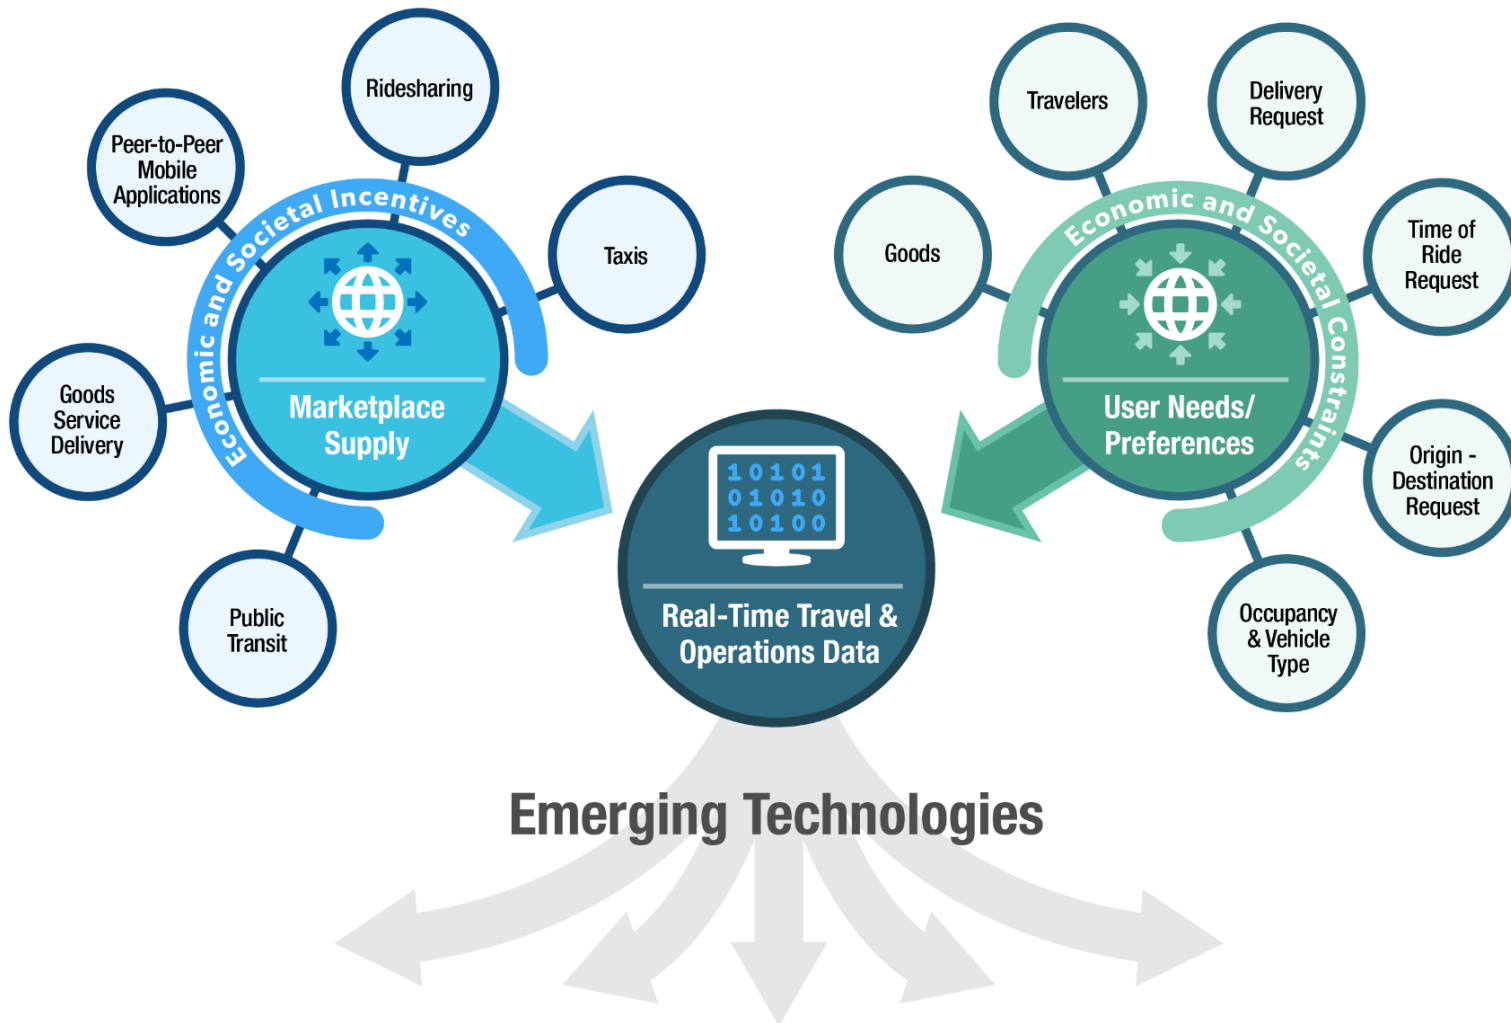 Ridesharing
Peer-to-Peer
Mobile
Applications
Taxis
Goods
Service
Delivery
Public
Transit
Economic and Societal Incentives
Marketplace
Supply
Travelers
Delivery
Request
Goods
Time of
Ride
Request
Origin -
Destination
Request
Occupancy
& Vehicle
Type
Economic and Societal Constraints
User Needs/
Preferences
10101
01010
10100
Real-Time Travel &
Operations Data
Emerging Technologies